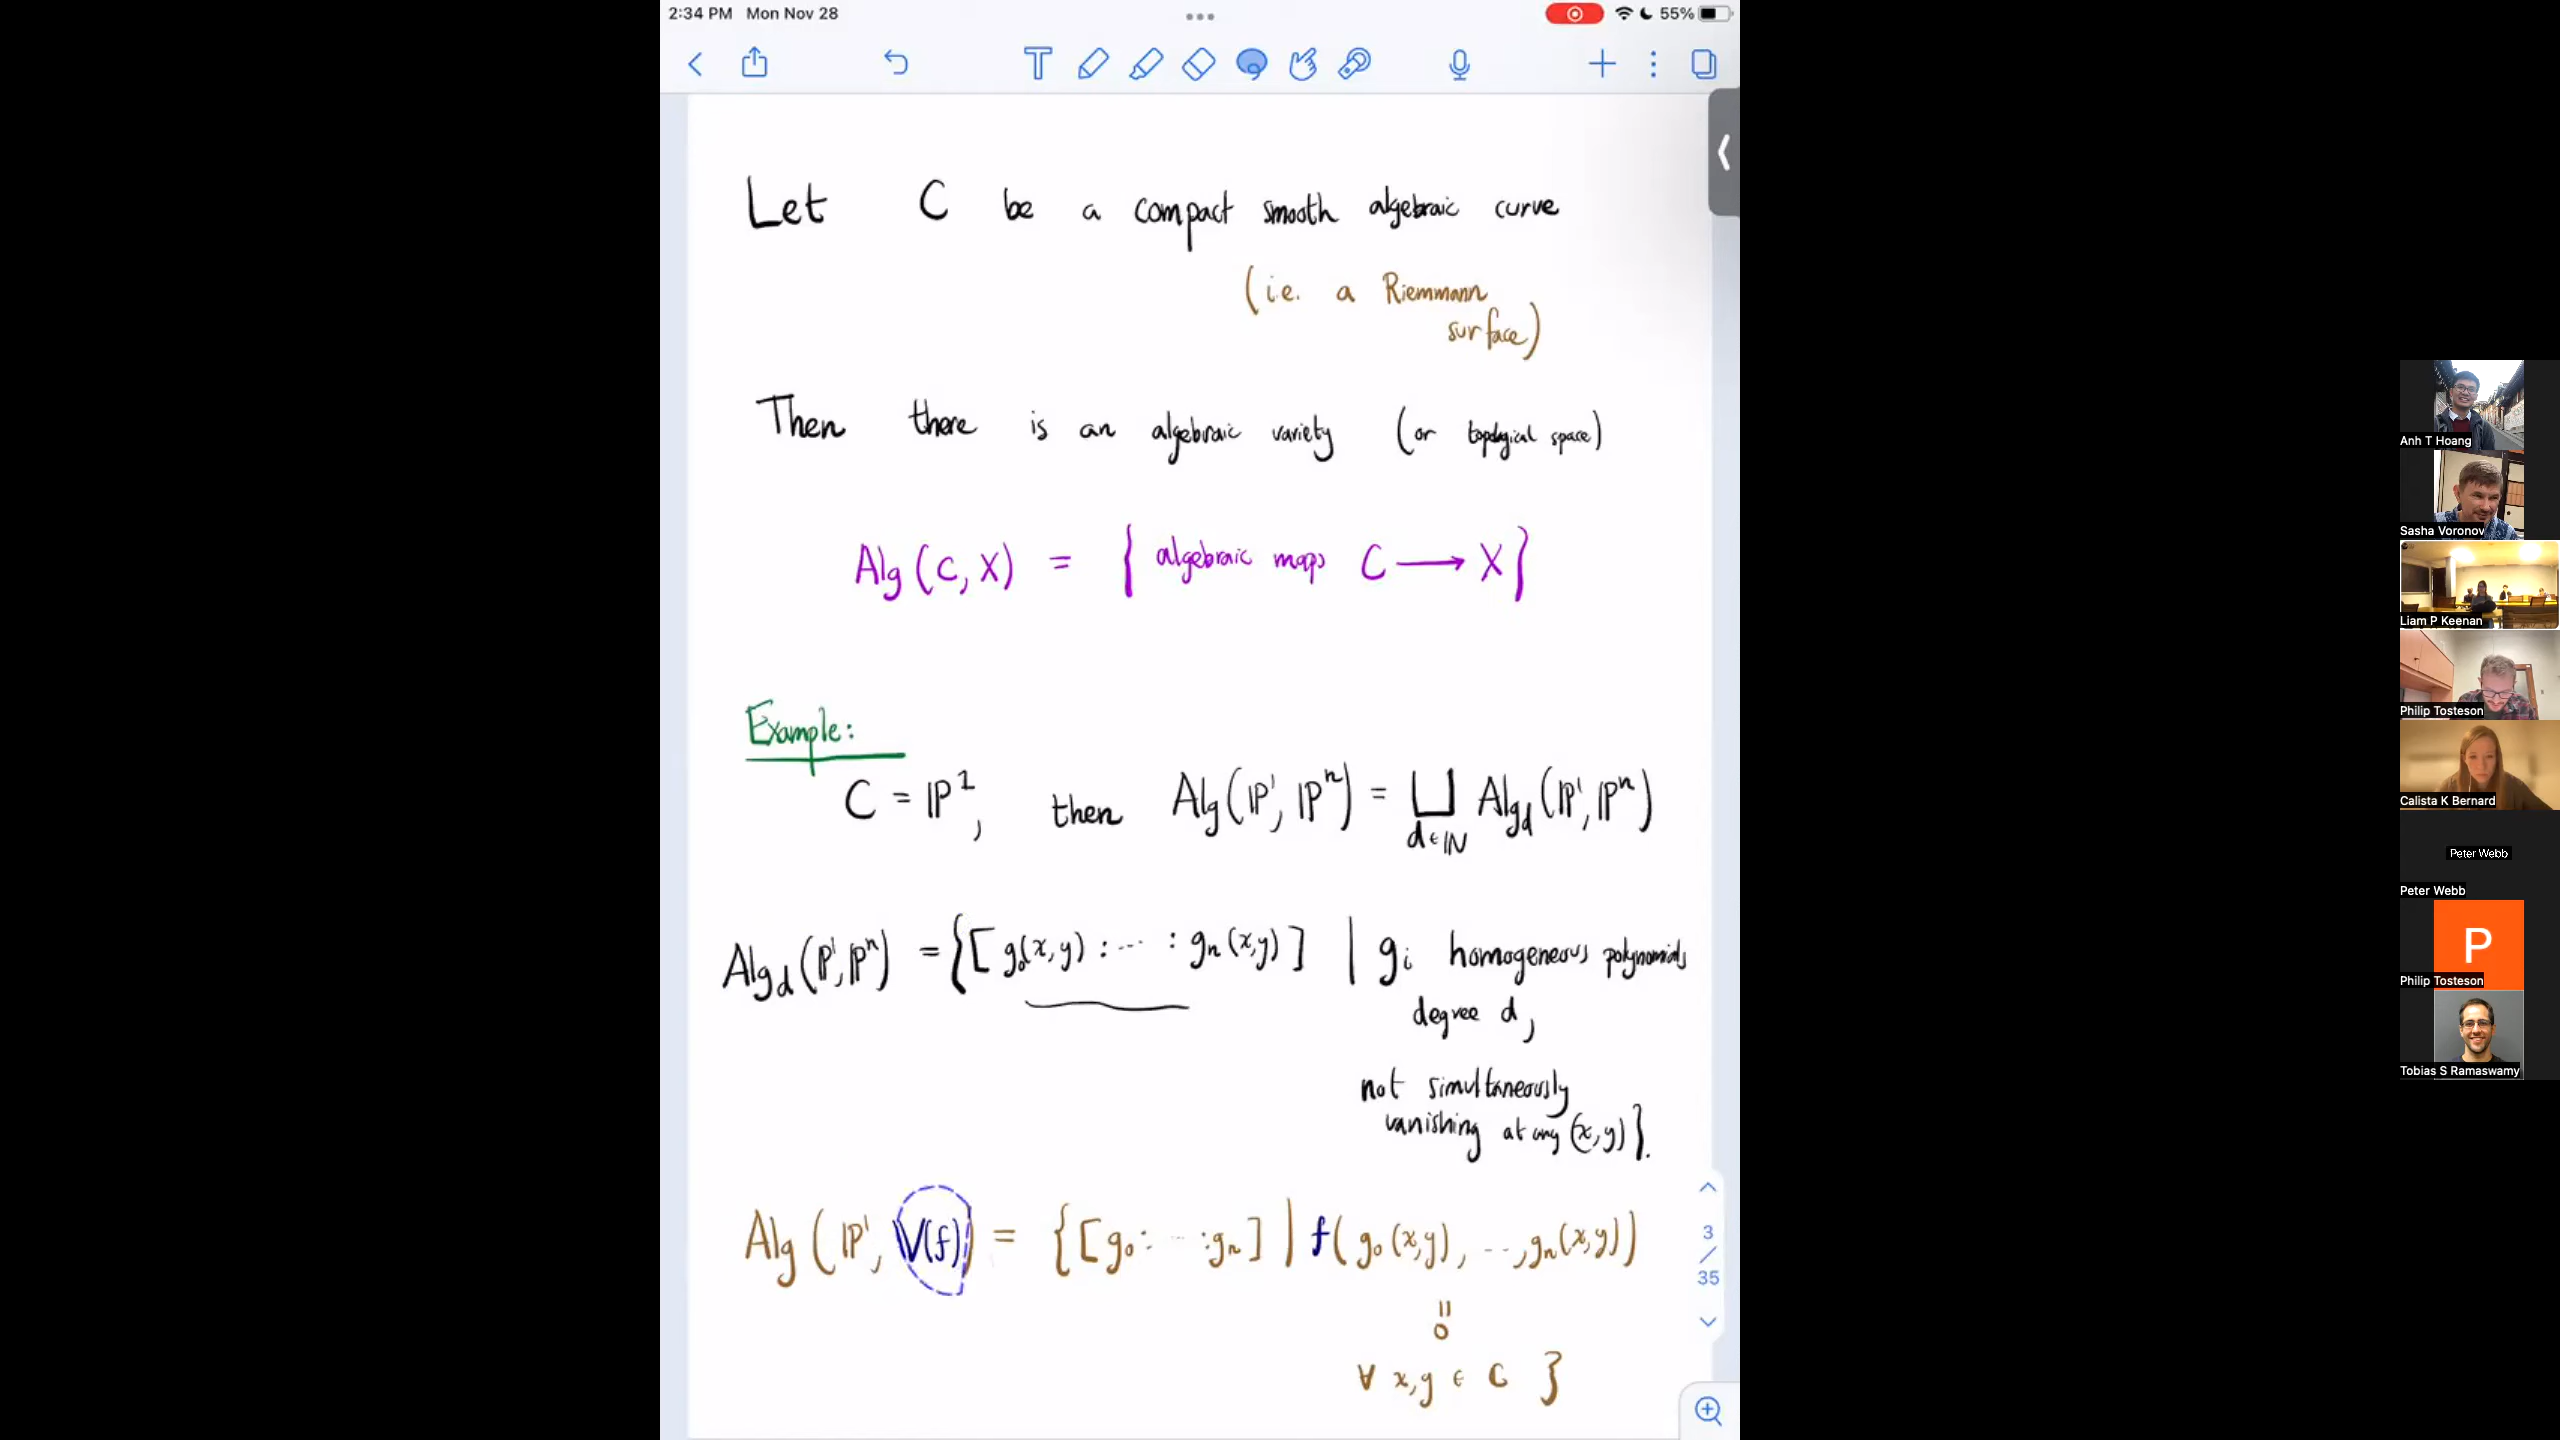 2:34 PM Mon Nov 28
55%
Let C be a compact smooth algebraic curve
(i.e. a Riemmann
surface)
Then there is an algebraic variety (or topological space)
Alg (C, X) = { algebraic maps C ⟶ X }
Example:
C = ℙ¹, then Alg(ℙ¹, ℙⁿ) = ⨆_{d∈ℕ} Alg_d(ℙ¹, ℙⁿ)
Alg_d(ℙ¹, ℙⁿ) = {[g₀(x,y) : ⋯ : gₙ(x,y)] | gᵢ homogeneous polynomials
degree d,
not simultaneously
vanishing at any (x,y)}.
Alg(ℙ¹, V(f)) = {[g₀: ⋯ :gₙ] | f(g₀(x,y), ⋯, gₙ(x,y))
=
0
∀ x,y ∈ C }
3
/
35
Anh T Hoang
Sasha Voronov
Liam P Keenan
Philip Tosteson
Calista K Bernard
Peter Webb
Peter Webb
P
Philip Tosteson
Tobias S Ramaswamy